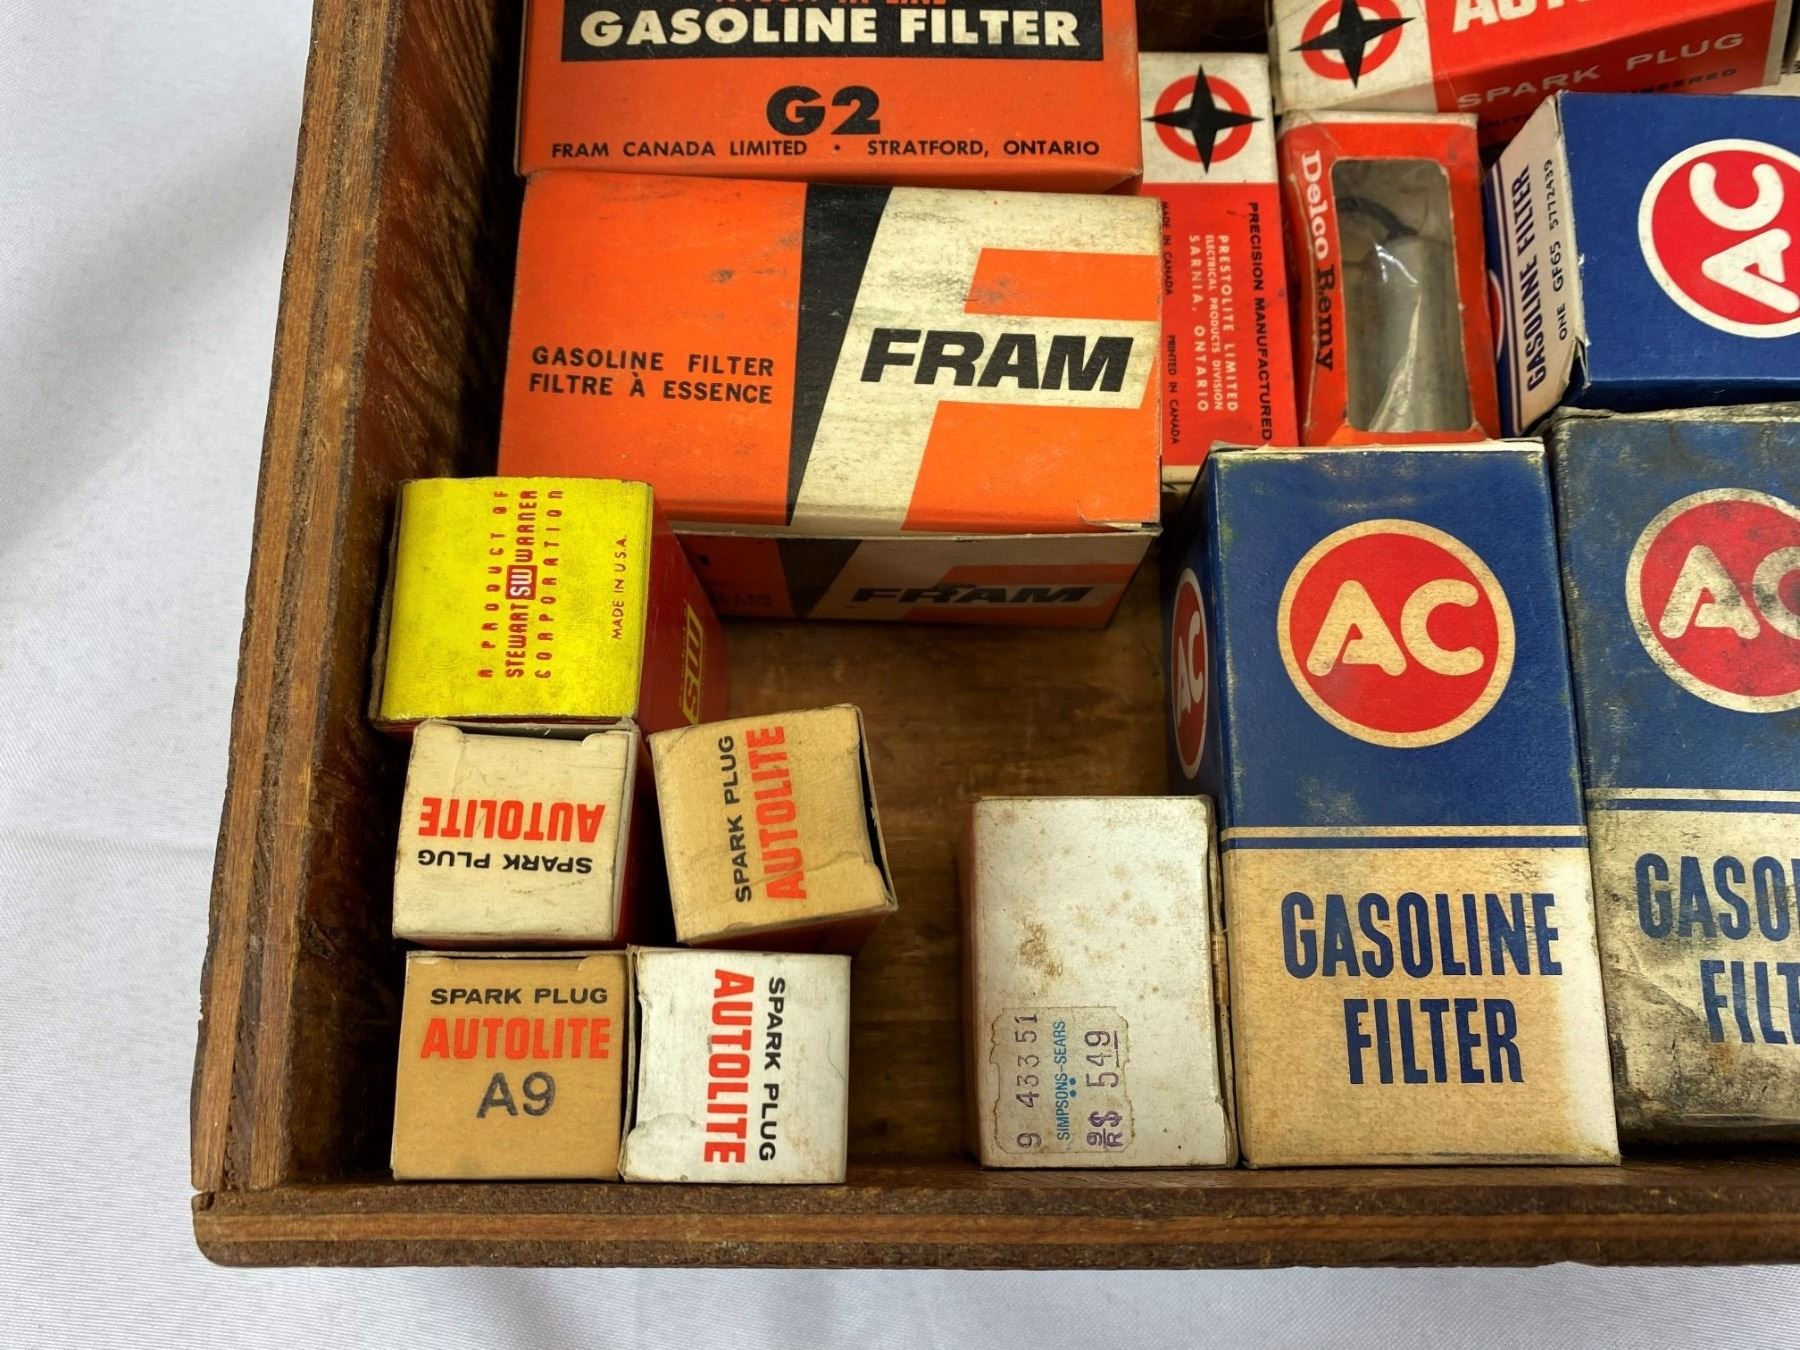 GASOLINE FILTER
G2
FRAM CANADA LIMITED • STRATFORD, ONTARIO
GASOLINE FILTER
FILTRE À ESSENCE
FRAM
FRAM
PRECISION MANUFACTURED
PRESTOLITE LIMITED
ELECTRICAL PRODUCTS DIVISION
SARNIA, ONTARIO
MADE IN CANADA
PRINTED IN CANADA
SPARK PLUG
Delco Remy
GASOLINE FILTER
ONE GF65 5772439
AC
A PRODUCT OF
STEWART SW WARNER
CORPORATION
MADE IN U.S.A.
SW
AUTOLITE
SPARK PLUG
SPARK PLUG
AUTOLITE
SPARK PLUG
AUTOLITE
A9
SPARK PLUG
AUTOLITE
9 43351
SIMPSONS-SEARS
$ 549
AC
AC
GASOLINE
FILTER
AC